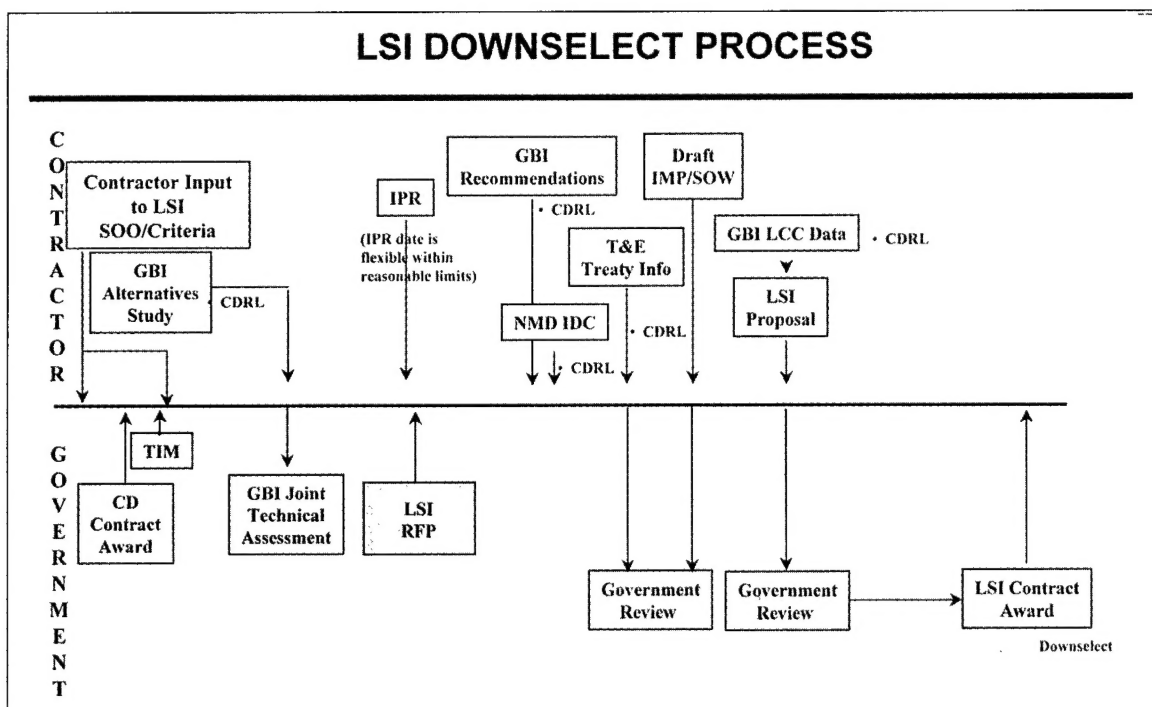 LSI DOWNSELECT PROCESS
CONTRACTOR
Contractor Input
to LSI
SOO/Criteria
GBI
Alternatives
Study
• CDRL
IPR
(IPR date is
flexible within
reasonable limits)
GBI
Recommendations
• CDRL
NMD IDC
• CDRL
T&E
Treaty Info
• CDRL
Draft
IMP/SOW
GBI LCC Data
• CDRL
LSI
Proposal
GOVERNMENT
TIM
CD
Contract
Award
GBI Joint
Technical
Assessment
LSI
RFP
Government
Review
Government
Review
LSI Contract
Award
Downselect